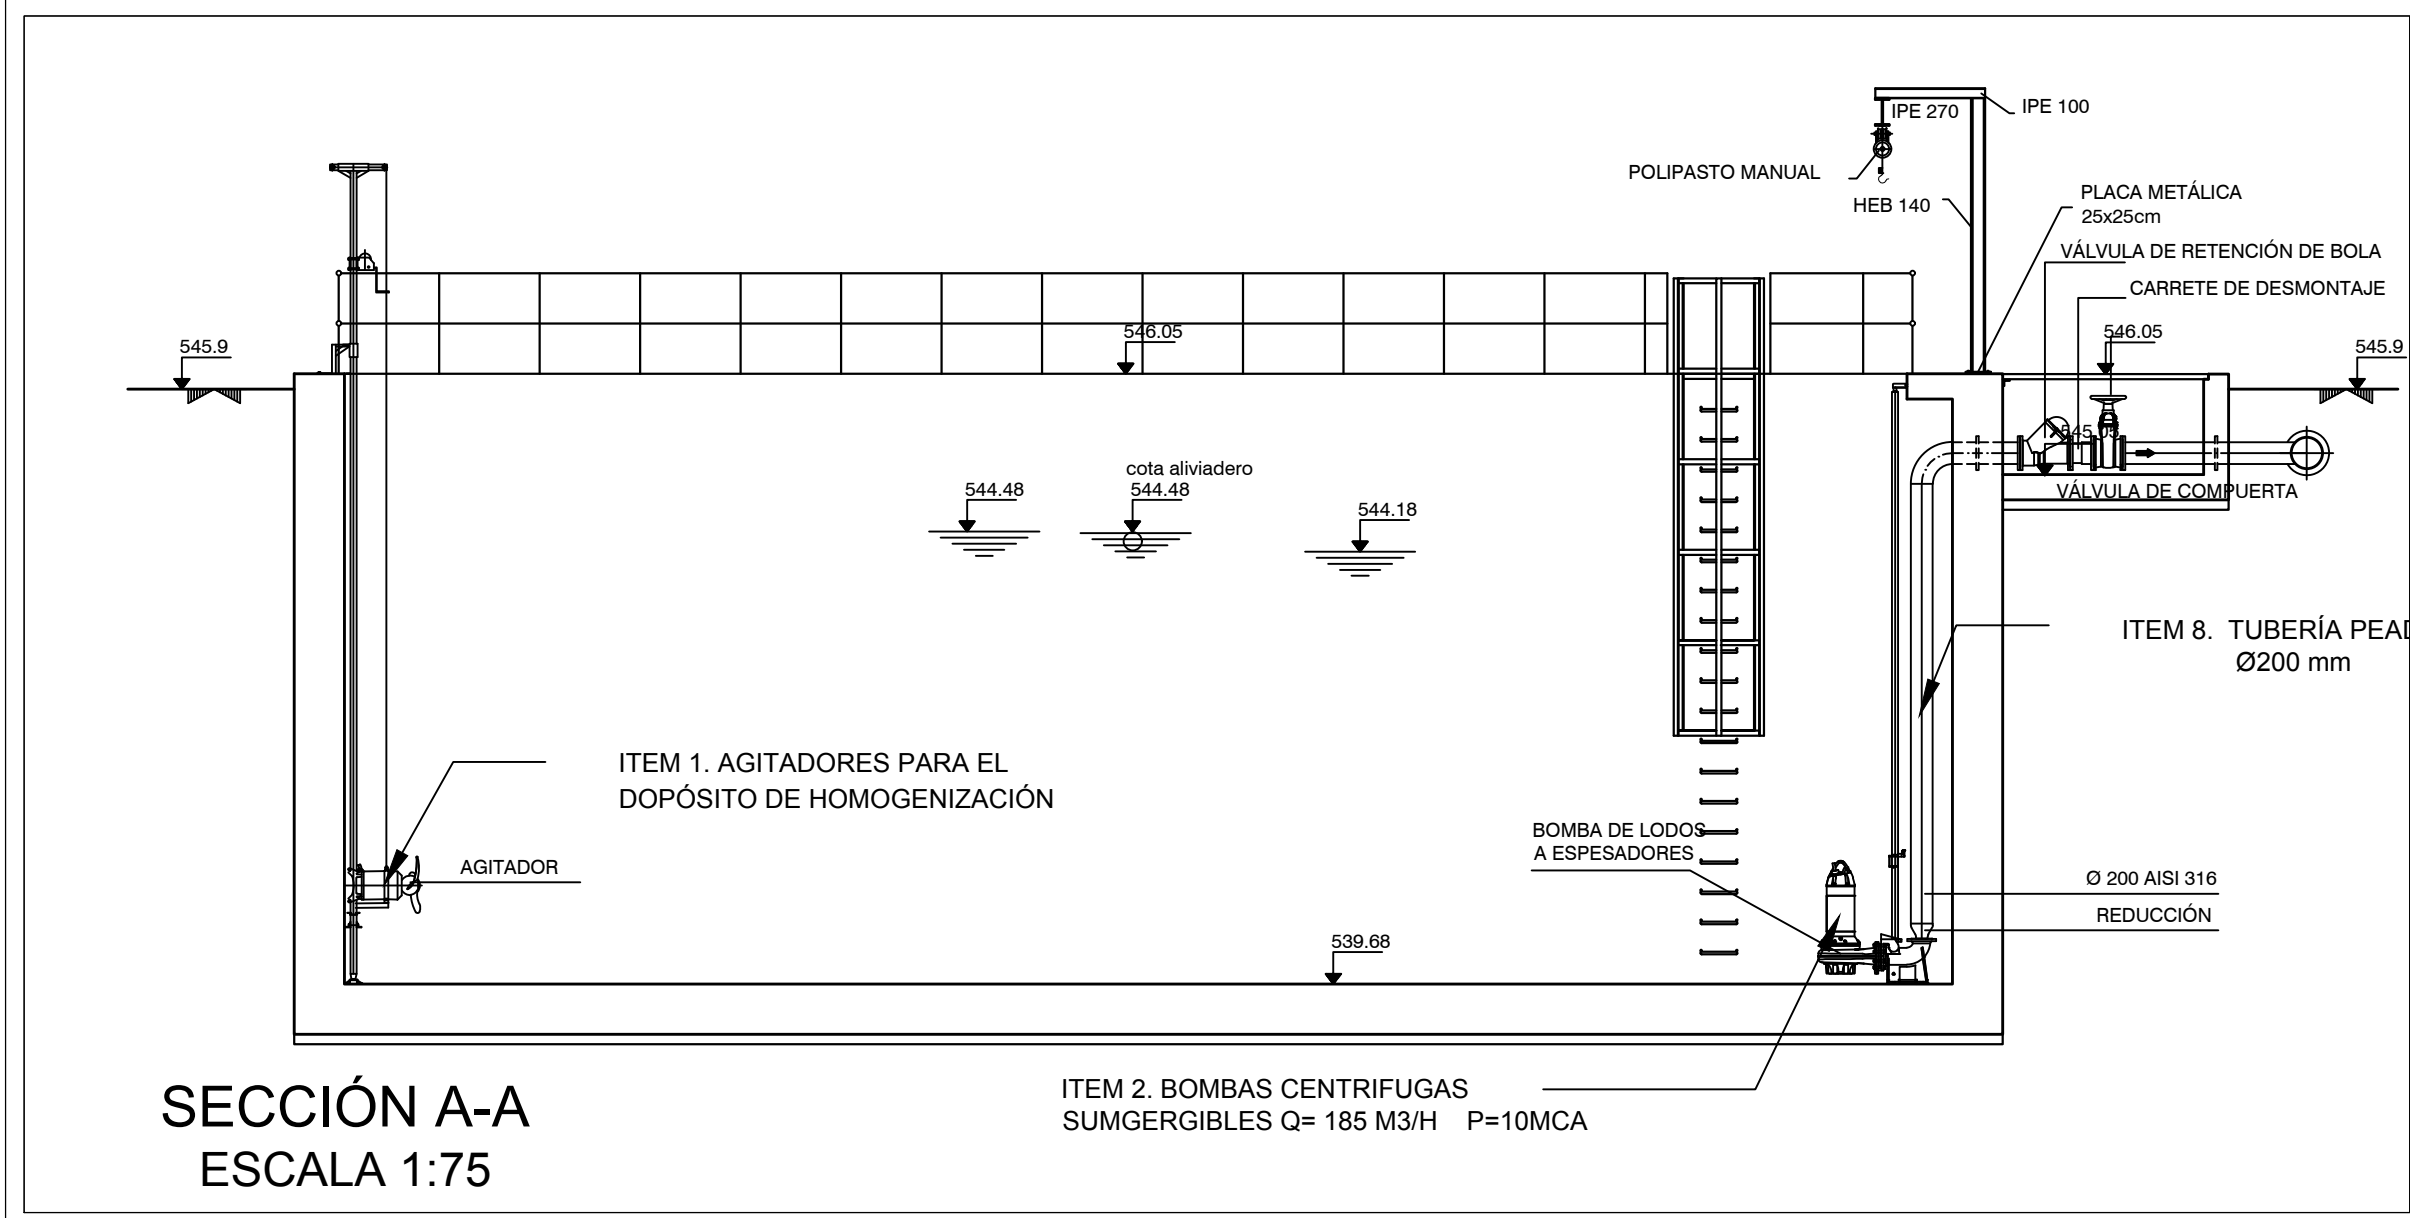 IPE 270
IPE 100
POLIPASTO MANUAL
HEB 140
PLACA METÁLICA
25x25cm
VÁLVULA DE RETENCIÓN DE BOLA
CARRETE DE DESMONTAJE
545.9
546.05
546.05
545.9
545.05
cota aliviadero
544.48
544.48
544.18
VÁLVULA DE COMPUERTA
ITEM 8. TUBERÍA PEAD
Ø200 mm
ITEM 1. AGITADORES PARA EL
DOPÓSITO DE HOMOGENIZACIÓN
AGITADOR
BOMBA DE LODOS
A ESPESADORES
Ø 200 AISI 316
REDUCCIÓN
539.68
SECCIÓN A-A
ESCALA 1:75
ITEM 2. BOMBAS CENTRIFUGAS
SUMGERGIBLES Q= 185 M3/H P=10MCA